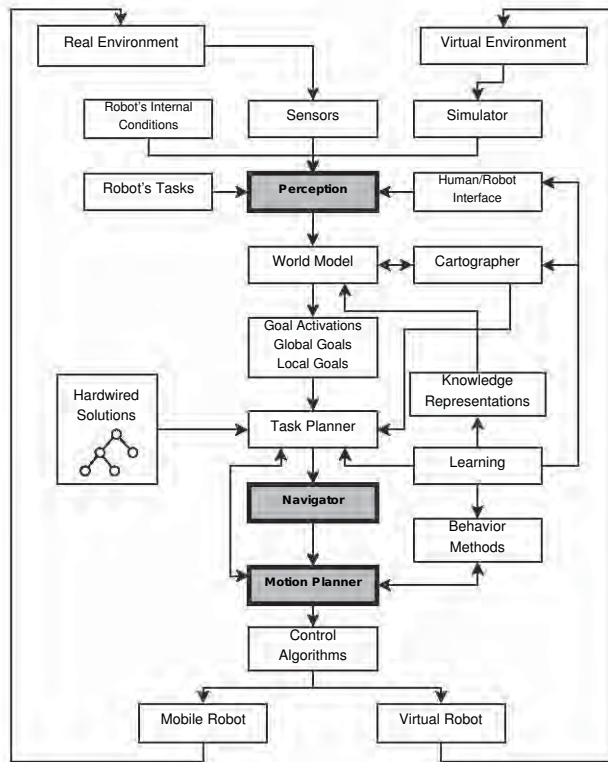 Real Environment
Virtual Environment
Robot's Internal
Conditions
Sensors
Simulator
Robot's Tasks
Perception
Human/Robot
Interface
World Model
Cartographer
Goal Activations
Global Goals
Local Goals
Knowledge
Representations
Hardwired
Solutions
Task Planner
Learning
Navigator
Behavior
Methods
Motion Planner
Control
Algorithms
Mobile Robot
Virtual Robot